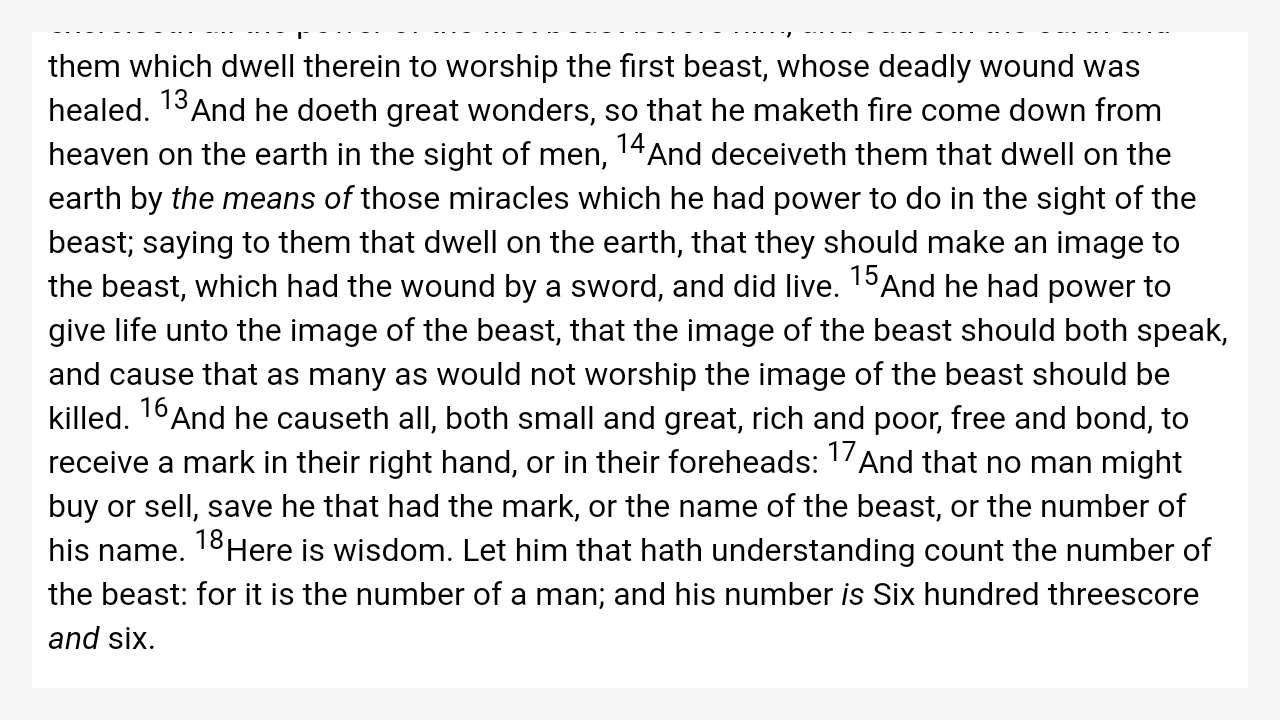 them which dwell therein to worship the first beast, whose deadly wound was
healed. 13And he doeth great wonders, so that he maketh fire come down from
heaven on the earth in the sight of men, 14And deceiveth them that dwell on the
earth by the means of those miracles which he had power to do in the sight of the
beast; saying to them that dwell on the earth, that they should make an image to
the beast, which had the wound by a sword, and did live. 15And he had power to
give life unto the image of the beast, that the image of the beast should both speak,
and cause that as many as would not worship the image of the beast should be
killed. 16And he causeth all, both small and great, rich and poor, free and bond, to
receive a mark in their right hand, or in their foreheads: 17And that no man might
buy or sell, save he that had the mark, or the name of the beast, or the number of
his name. 18Here is wisdom. Let him that hath understanding count the number of
the beast: for it is the number of a man; and his number is Six hundred threescore
and six.